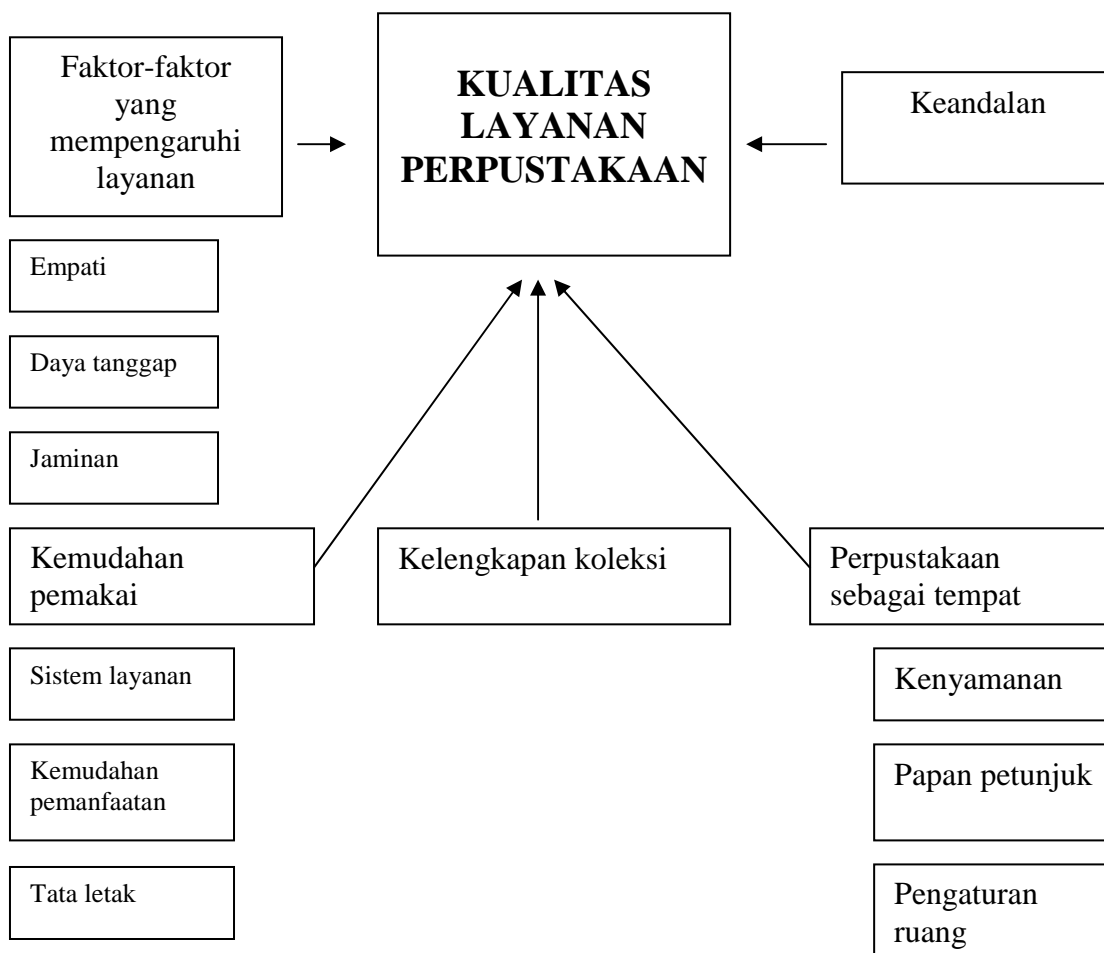 Faktor-faktor
yang
mempengaruhi
layanan
KUALITAS
LAYANAN
PERPUSTAKAAN
Keandalan
Empati
Daya tanggap
Jaminan
Kemudahan
pemakai
Kelengkapan koleksi
Perpustakaan
sebagai tempat
Sistem layanan
Kenyamanan
Kemudahan
pemanfaatan
Papan petunjuk
Tata letak
Pengaturan
ruang